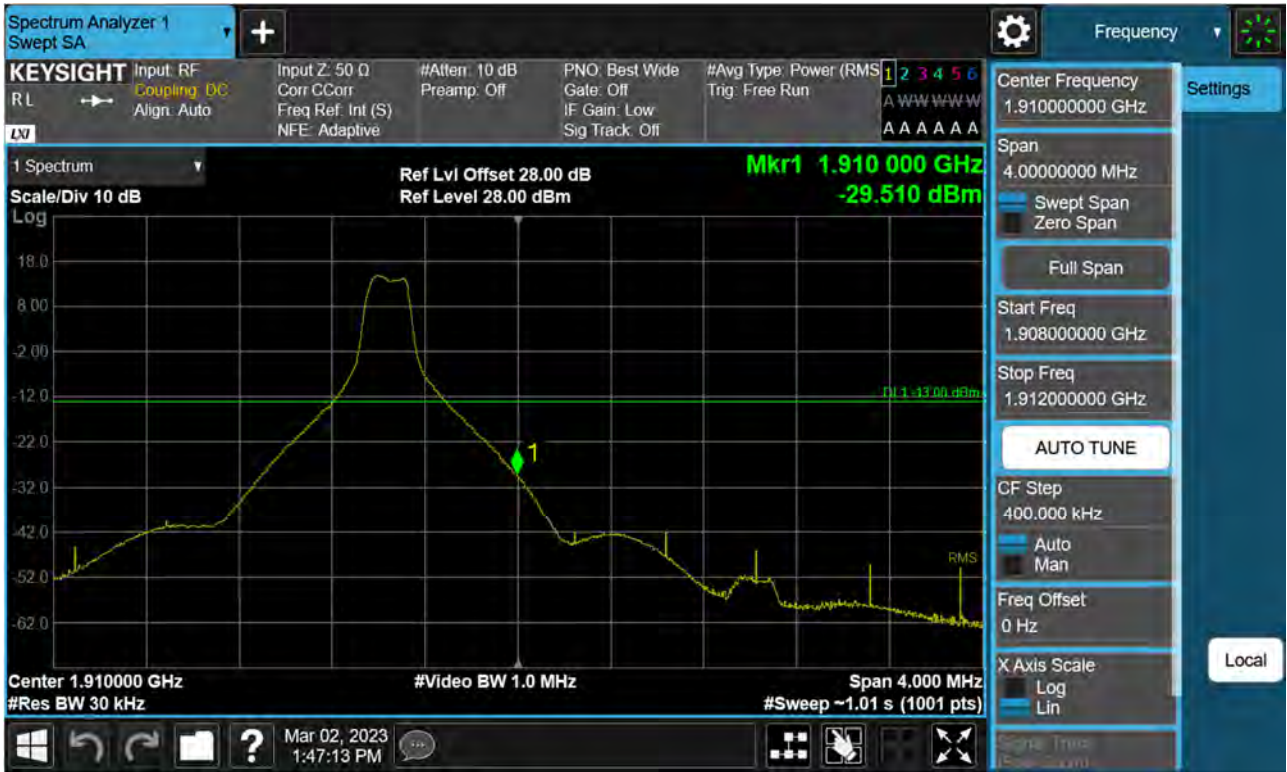 Spectrum Analyzer 1
Swept SA
Frequency
KEYSIGHT
RL
LXI
Input: RF
Coupling: DC
Align: Auto
Input Z: 50 Ω
Corr CCorr
Freq Ref: Int (S)
NFE: Adaptive
#Atten: 10 dB
Preamp: Off
PNO: Best Wide
Gate: Off
IF Gain: Low
Sig Track: Off
#Avg Type: Power (RMS
Trig: Free Run
1 2 3 4 5 6
A W W W W W
A A A A A A
Center Frequency
1.910000000 GHz
Settings
Span
4.00000000 MHz
Swept Span
Zero Span
Full Span
Start Freq
1.908000000 GHz
Stop Freq
1.912000000 GHz
AUTO TUNE
CF Step
400.000 kHz
Auto
Man
Freq Offset
0 Hz
X Axis Scale
Log
Lin
Local
1 Spectrum
Scale/Div 10 dB
Log
Ref Lvl Offset 28.00 dB
Ref Level 28.00 dBm
Mkr1 1.910 000 GHz
-29.510 dBm
18.0
8.00
-2.00
-12.0
DL1 -13.00 dBm
-22.0
1
-32.0
-42.0
RMS
-52.0
-62.0
Center 1.910000 GHz
#Video BW 1.0 MHz
Span 4.000 MHz
#Res BW 30 kHz
#Sweep ~1.01 s (1001 pts)
?
Mar 02, 2023
1:47:13 PM